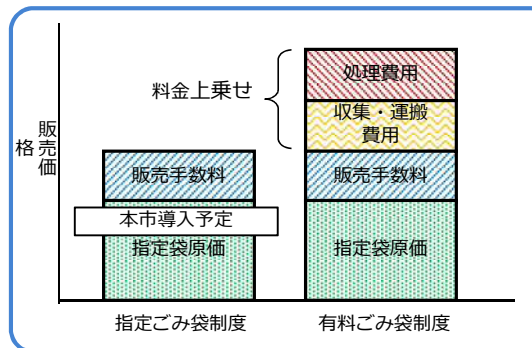 販売価
格
料金上乗せ
処理費用
収集・運搬
費用
販売手数料
販売手数料
本市導入予定
指定袋原価
指定袋原価
指定ごみ袋制度
有料ごみ袋制度